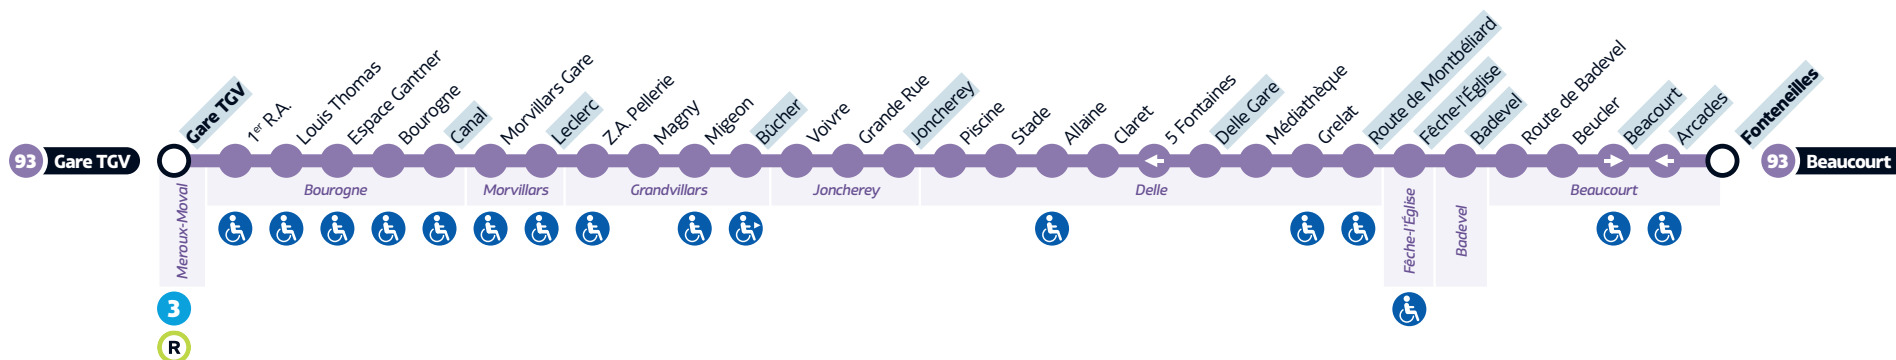 93 Gare TGV
Gare TGV
1er R.A.
Louis Thomas
Espace Gantner
Bourogne
Canal
Morvillars Gare
Leclerc
Z.A. Pellerie
Magny
Migeon
Bûcher
Voivre
Grande Rue
Joncherey
Piscine
Stade
Allaine
Claret
5 Fontaines
Delle Gare
Médiathèque
Grelat
Route de Montbéliard
Fêche-l'Église
Badevel
Route de Badevel
Beucler
Beacourt
Arcades
Fonteneilles
93 Beaucourt
Meroux-Moval
Bourogne
Morvillars
Grandvillars
Joncherey
Delle
Fêche-l'Église
Badevel
Beaucourt
3
R